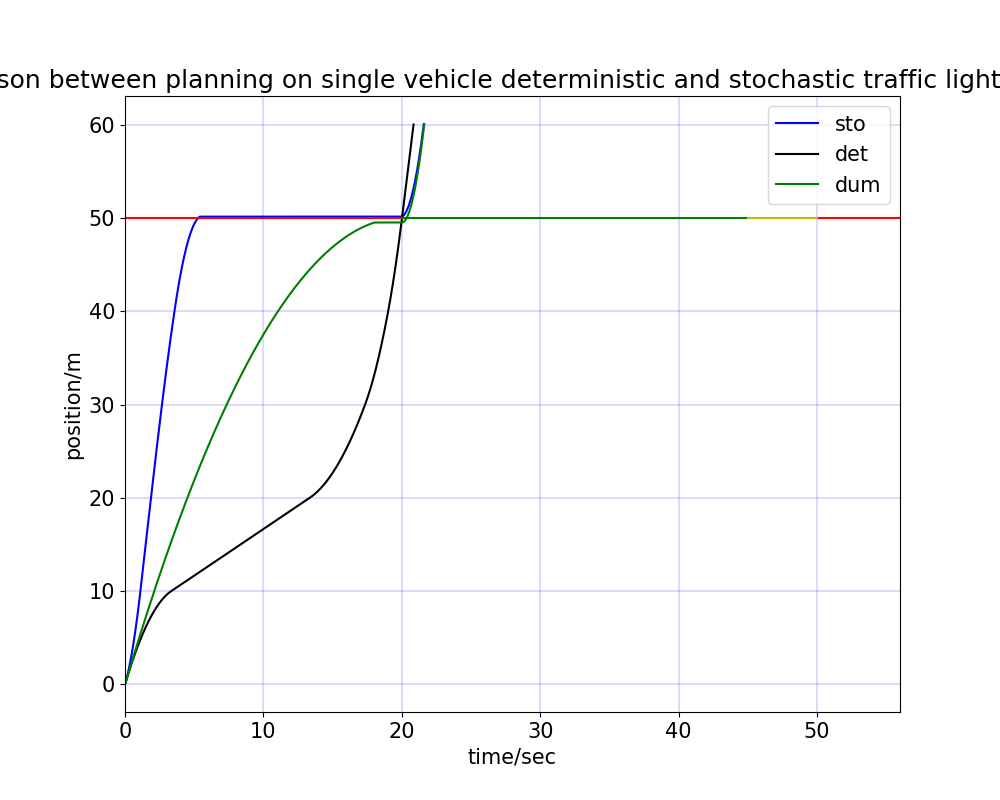 son between planning on single vehicle deterministic and stochastic traffic light
sto
det
dum
60
50
40
30
20
10
0
position/m
0 10 20 30 40 50
time/sec